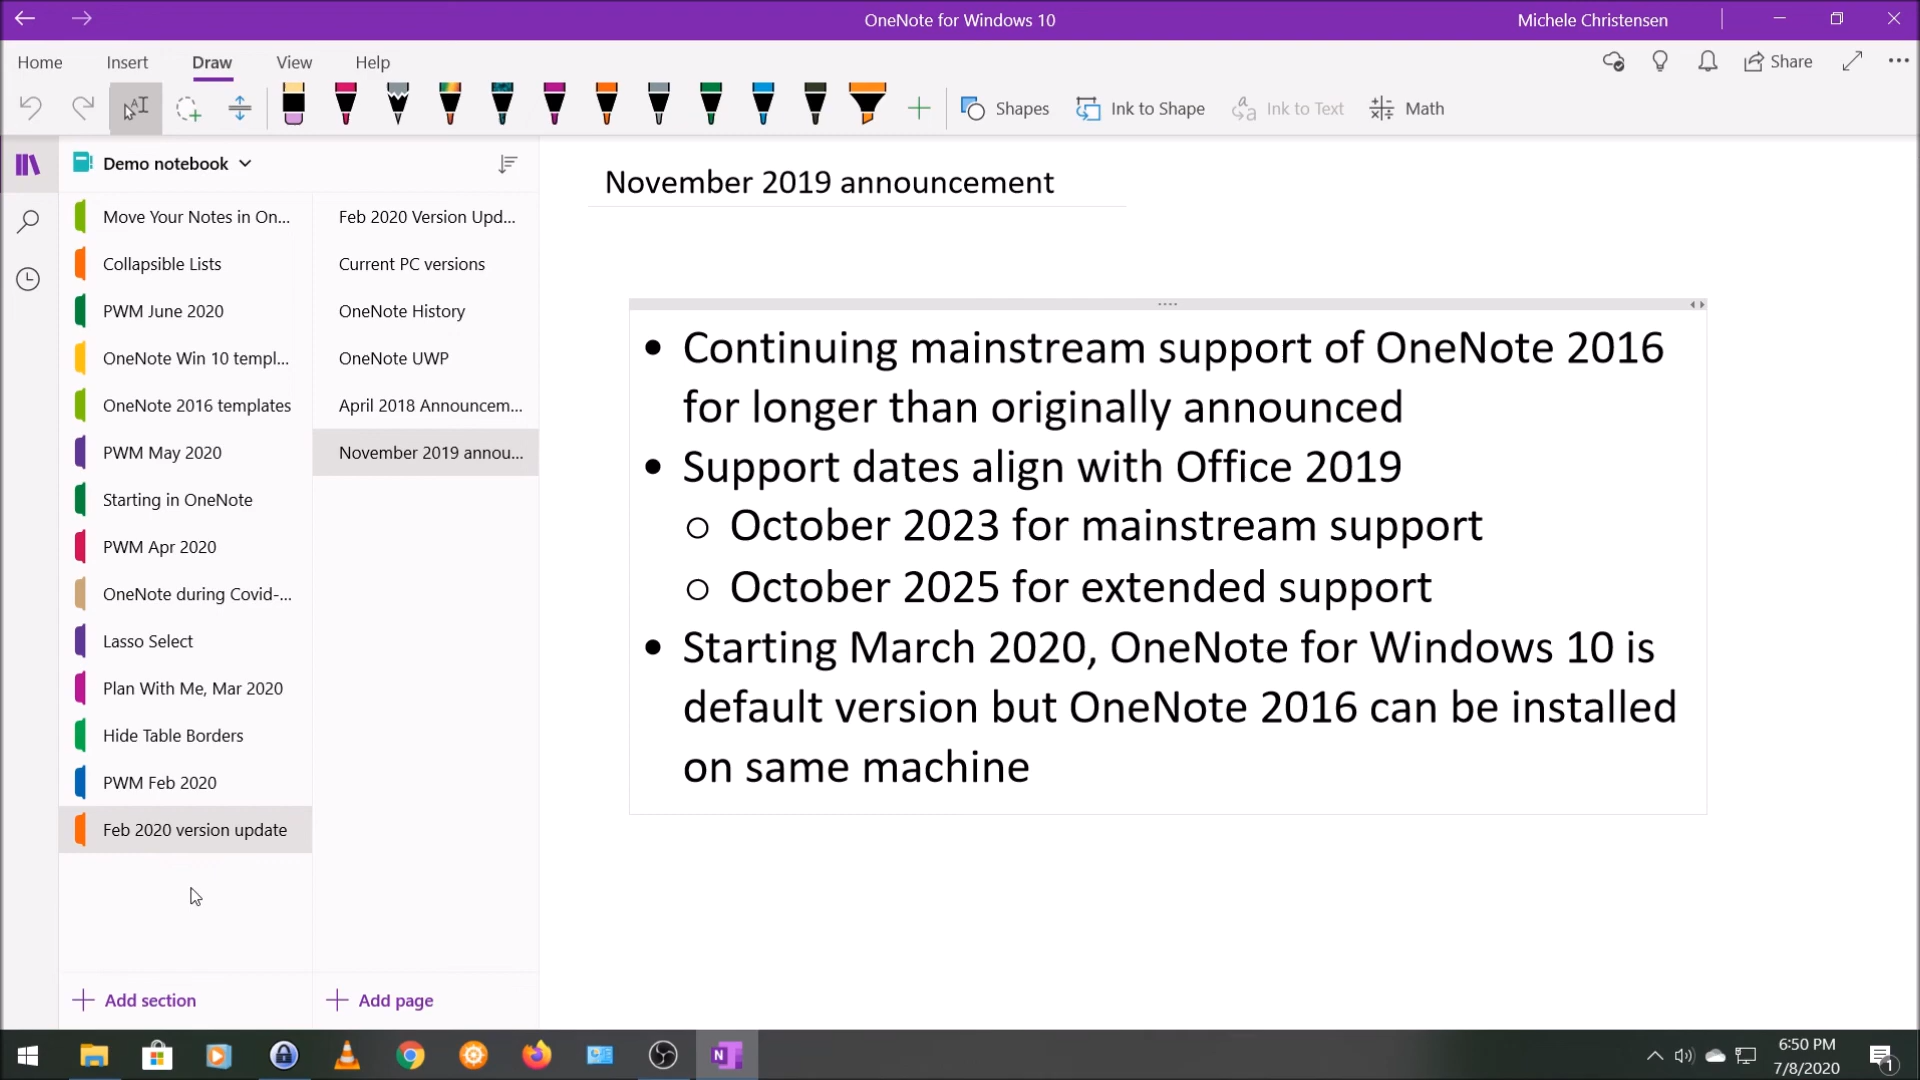 OneNote for Windows 10
Michele Christensen
Home Insert Draw View Help
Share
Shapes Ink to Shape Ink to Text Math
Demo notebook
Move Your Notes in On...
Collapsible Lists
PWM June 2020
OneNote Win 10 templ...
OneNote 2016 templates
PWM May 2020
Starting in OneNote
PWM Apr 2020
OneNote during Covid-...
Lasso Select
Plan With Me, Mar 2020
Hide Table Borders
PWM Feb 2020
Feb 2020 version update
Add section
Feb 2020 Version Upd...
Current PC versions
OneNote History
OneNote UWP
April 2018 Announcem...
November 2019 annou...
Add page
November 2019 announcement
• Continuing mainstream support of OneNote 2016
for longer than originally announced
• Support dates align with Office 2019
○ October 2023 for mainstream support
○ October 2025 for extended support
• Starting March 2020, OneNote for Windows 10 is
default version but OneNote 2016 can be installed
on same machine
N
6:50 PM
7/8/2020
1